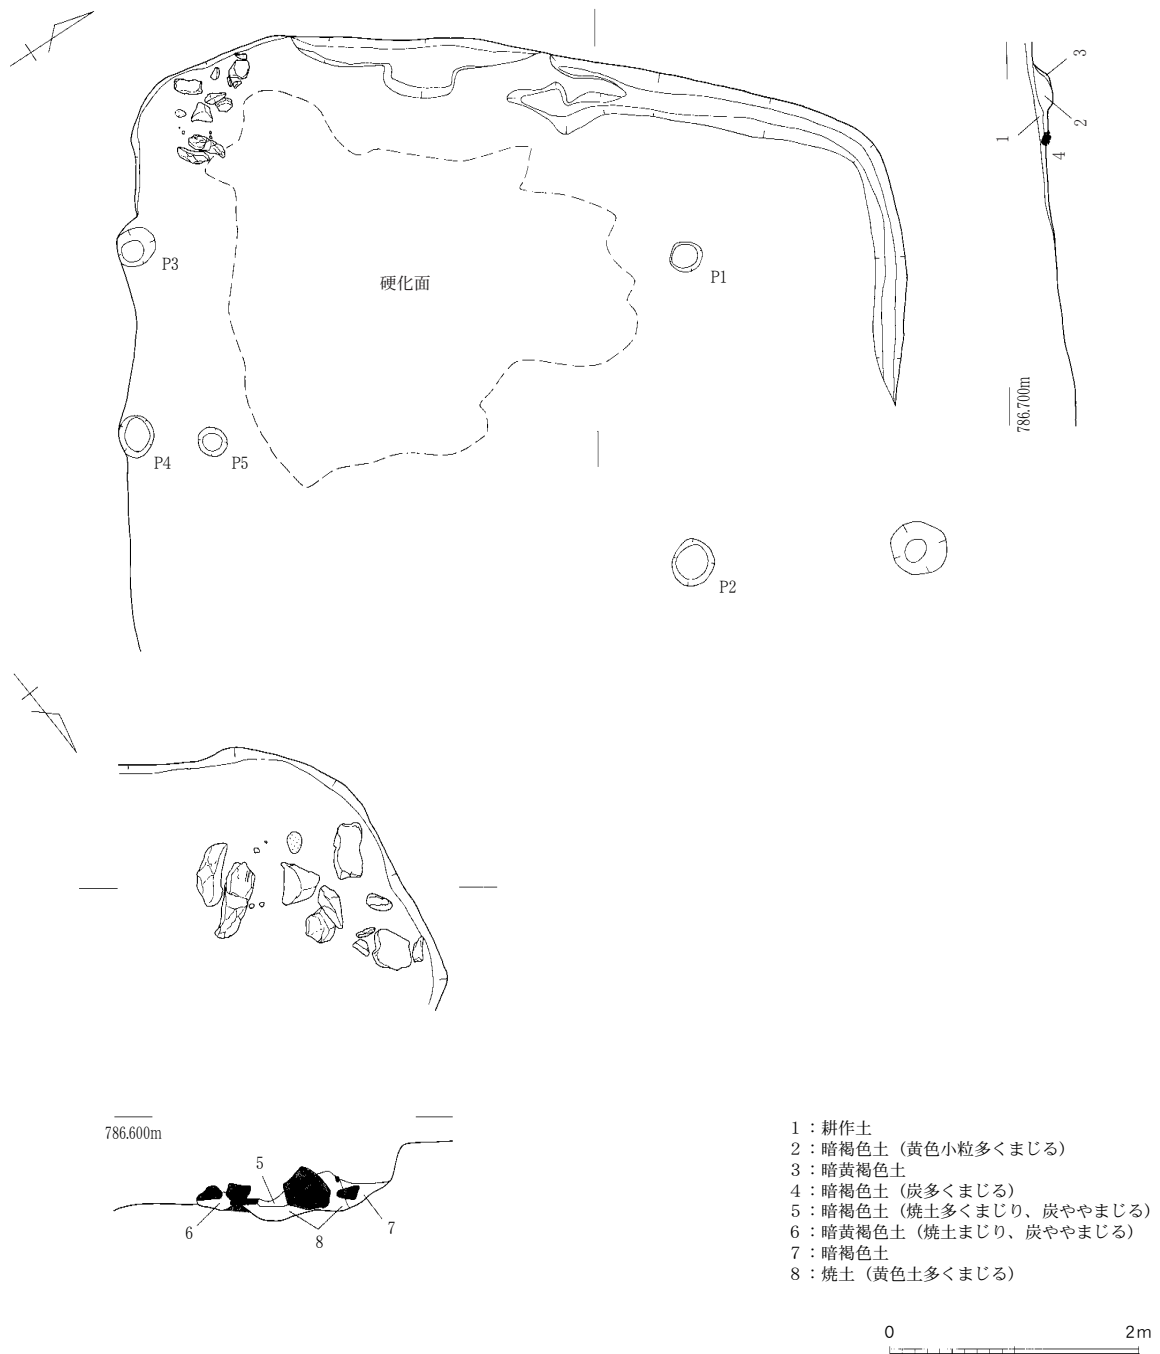 3
2
1
4
P3
P1
硬化面
786.700m
P4
P5
P2
786.600m
5
6
8
7
1：耕作土
2：暗褐色土（黄色小粒多くまじる）
3：暗黄褐色土
4：暗褐色土（炭多くまじる）
5：暗褐色土（焼土多くまじり、炭ややまじる）
6：暗黄褐色土（焼土まじり、炭ややまじる）
7：暗褐色土
8：焼土（黄色土多くまじる）
0 2m